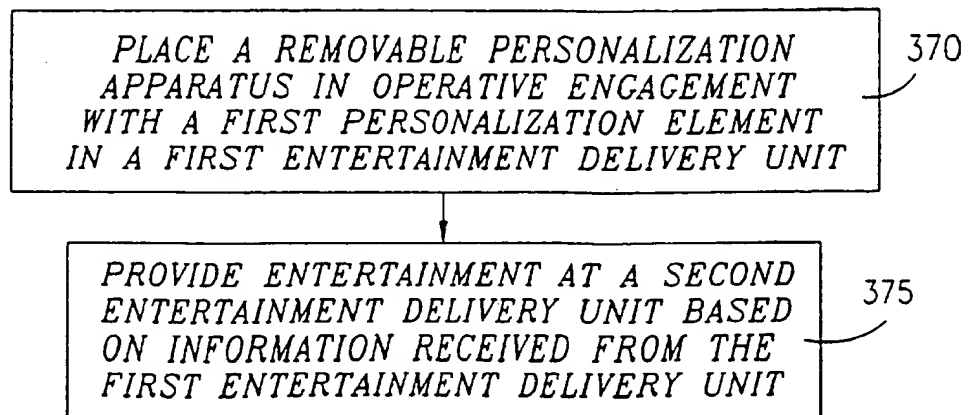 PLACE A REMOVABLE PERSONALIZATION
APPARATUS IN OPERATIVE ENGAGEMENT
WITH A FIRST PERSONALIZATION ELEMENT
IN A FIRST ENTERTAINMENT DELIVERY UNIT
370
PROVIDE ENTERTAINMENT AT A SECOND
ENTERTAINMENT DELIVERY UNIT BASED
ON INFORMATION RECEIVED FROM THE
FIRST ENTERTAINMENT DELIVERY UNIT
375